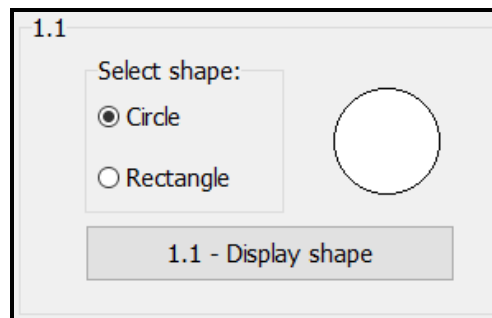 1.1
Select shape:
Circle
Rectangle
1.1 - Display shape